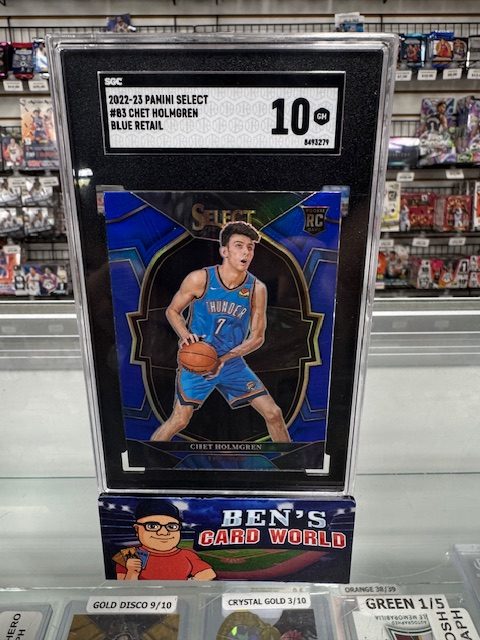 SGC
2022-23 PANINI SELECT
#83 CHET HOLMGREN
BLUE RETAIL
10 GM
8493279
SELECT
ROOKIE
RC
CARD
THUNDER
7
CHET HOLMGREN
BEN'S
CARD WORLD
GOLD DISCO 9/10
CRYSTAL GOLD 3/10
ORANGE 38/39
GREEN 1/5